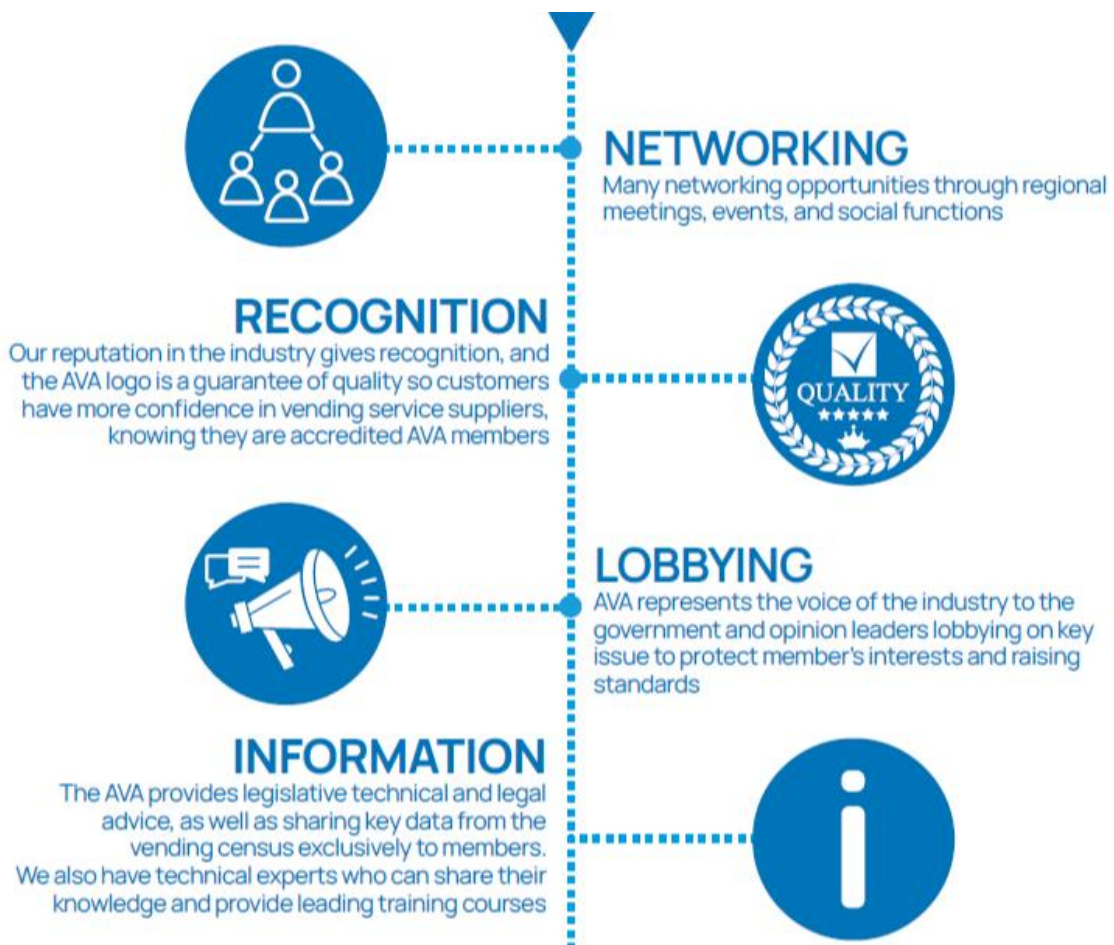 NETWORKING
Many networking opportunities through regional
meetings, events, and social functions
RECOGNITION
Our reputation in the industry gives recognition, and
the AVA logo is a guarantee of quality so customers
have more confidence in vending service suppliers,
knowing they are accredited AVA members
QUALITY
LOBBYING
AVA represents the voice of the industry to the
government and opinion leaders lobbying on key
issue to protect member's interests and raising
standards
INFORMATION
The AVA provides legislative technical and legal
advice, as well as sharing key data from the
vending census exclusively to members.
We also have technical experts who can share their
knowledge and provide leading training courses
i